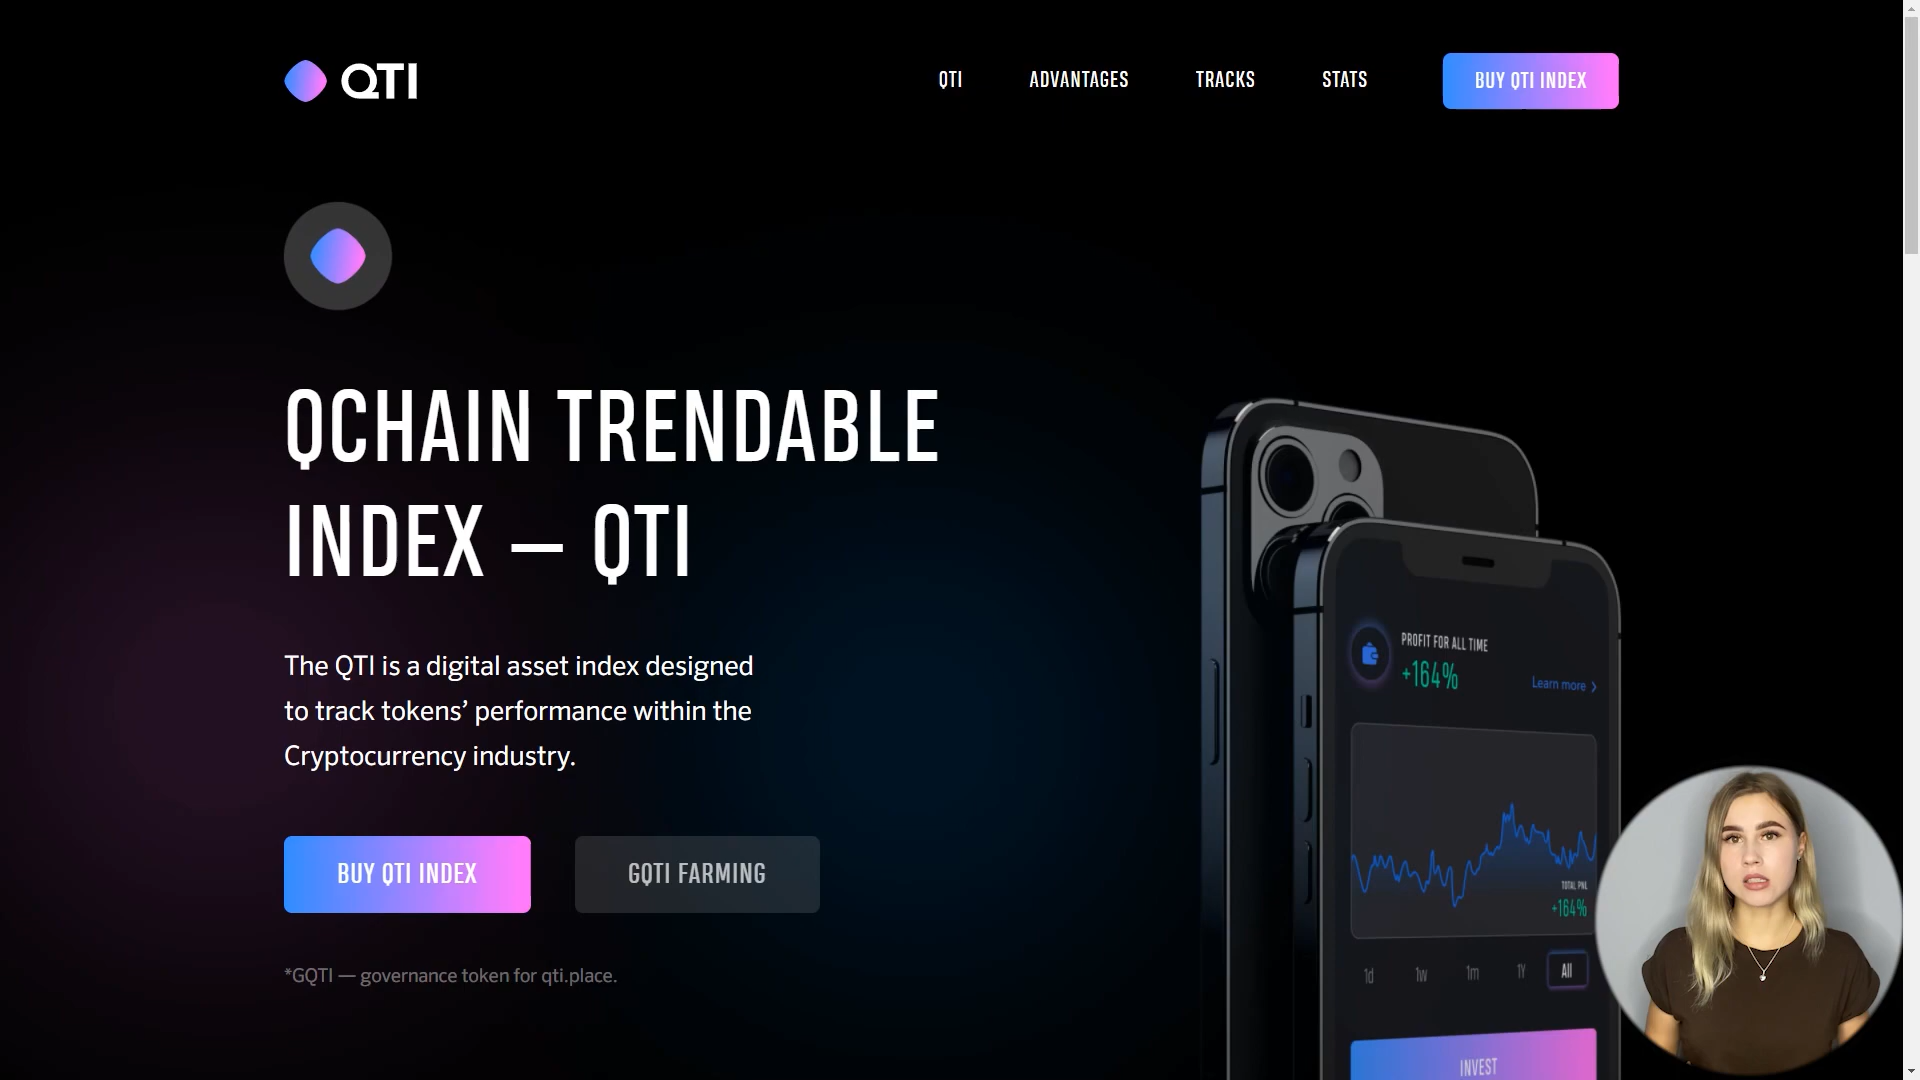 QTI
QTI
ADVANTAGES
TRACKS
STATS
BUY QTI INDEX
QCHAIN TRENDABLE
INDEX — QTI
The QTI is a digital asset index designed
to track tokens’ performance within the
Cryptocurrency industry.
BUY QTI INDEX
GQTI FARMING
*GQTI — governance token for qti.place.
PROFIT FOR ALL TIME
+164%
Learn more
TOTAL PNL
+164%
1d
1w
1m
1Y
All
INVEST